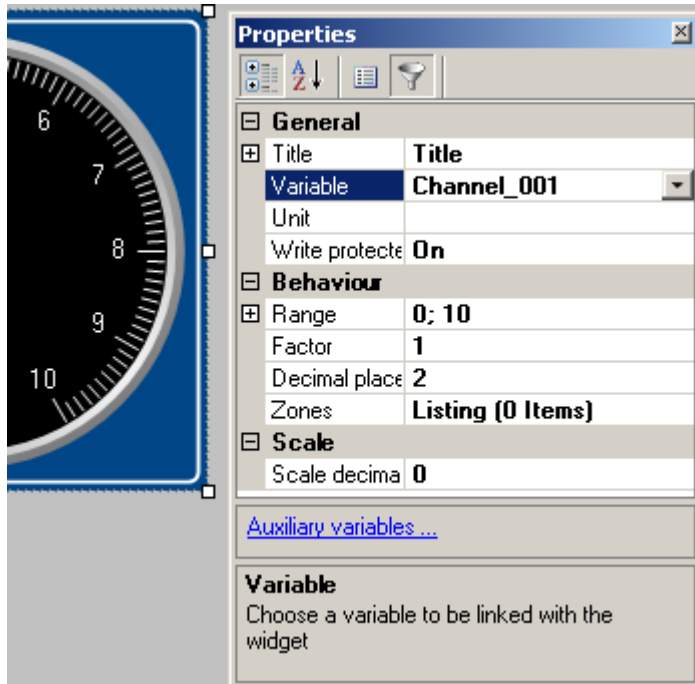 Properties
General
Title Title
Variable Channel_001
Unit
Write protecte On
Behaviour
Range 0; 10
Factor 1
Decimal place 2
Zones Listing (0 Items)
Scale
Scale decima 0
Auxiliary variables ...
Variable
Choose a variable to be linked with the
widget
6
7
8
9
10
A
Z